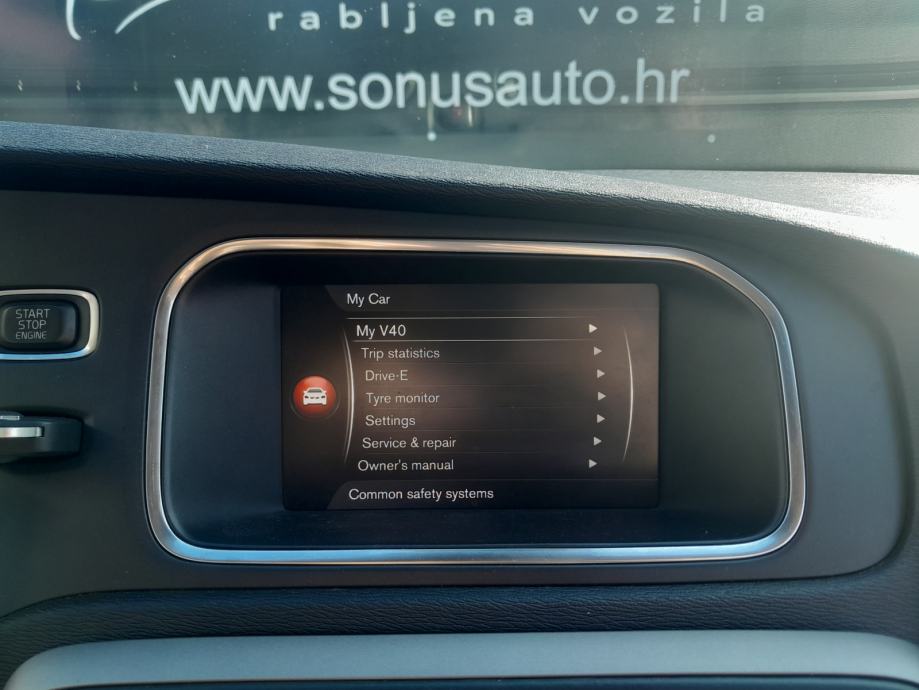 rabljena vozila
www.sonusauto.hr
START
STOP
ENGINE
My Car
My V40
Trip statistics
Drive-E
Tyre monitor
Settings
Service & repair
Owner's manual
Common safety systems